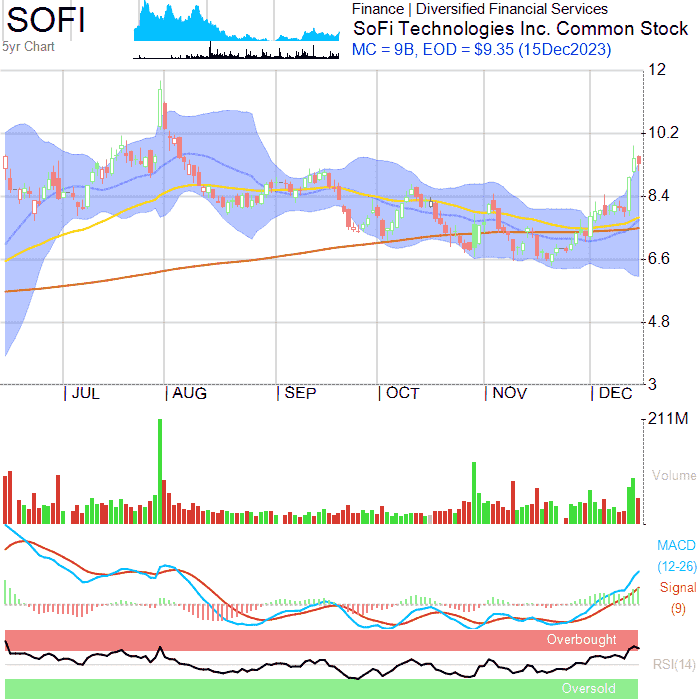 SOFI
5yr Chart
Finance | Diversified Financial Services
SoFi Technologies Inc. Common Stock
MC = 9B, EOD = $9.35 (15Dec2023)
12
10.2
8.4
6.6
4.8
3
JUL AUG SEP OCT NOV DEC
211M
Volume
MACD
(12-26)
Signal
(9)
Overbought
RSI(14)
Oversold